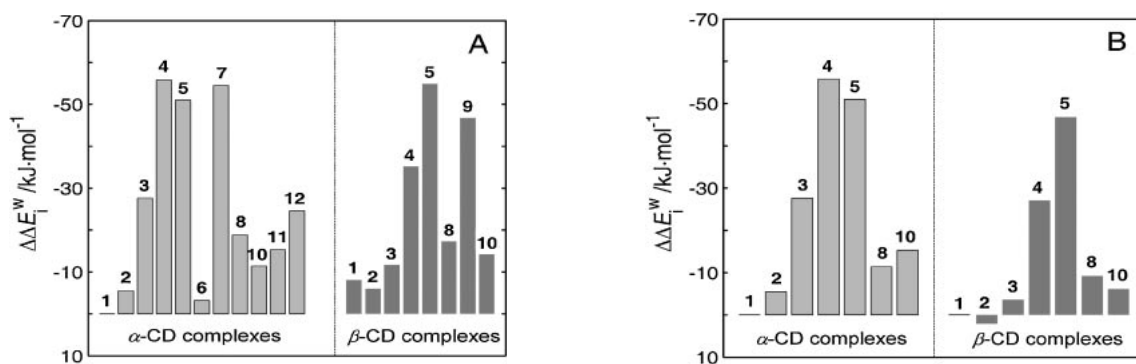 A
-70
-50
-30
-10
10
ΔΔE_i^w /kJ·mol⁻¹
1 2 3 4 5 6 7 8 10 11 12
1 2 3 4 5 8 9 10
α-CD complexes
β-CD complexes
B
-70
-50
-30
-10
10
ΔΔE_i^w /kJ·mol⁻¹
1 2 3 4 5 8 10
1 2 3 4 5 8 10
α-CD complexes
β-CD complexes